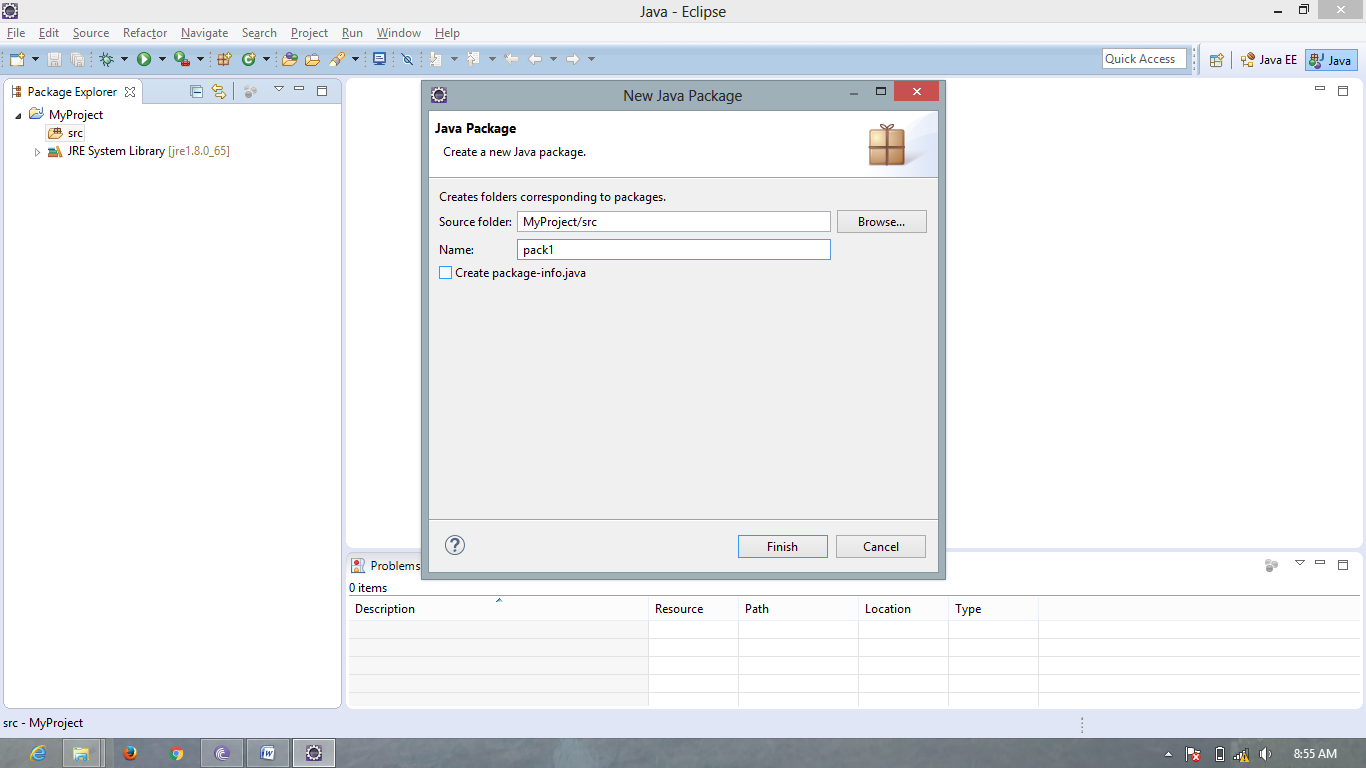 Java - Eclipse
File Edit Source Refactor Navigate Search Project Run Window Help
Quick Access
Java EE
Java
Package Explorer
MyProject
src
JRE System Library [jre1.8.0_65]
New Java Package
Java Package
Create a new Java package.
Creates folders corresponding to packages.
Source folder: MyProject/src Browse...
Name: pack1
Create package-info.java
? Finish Cancel
Problems
0 items
Description Resource Path Location Type
src - MyProject
8:55 AM